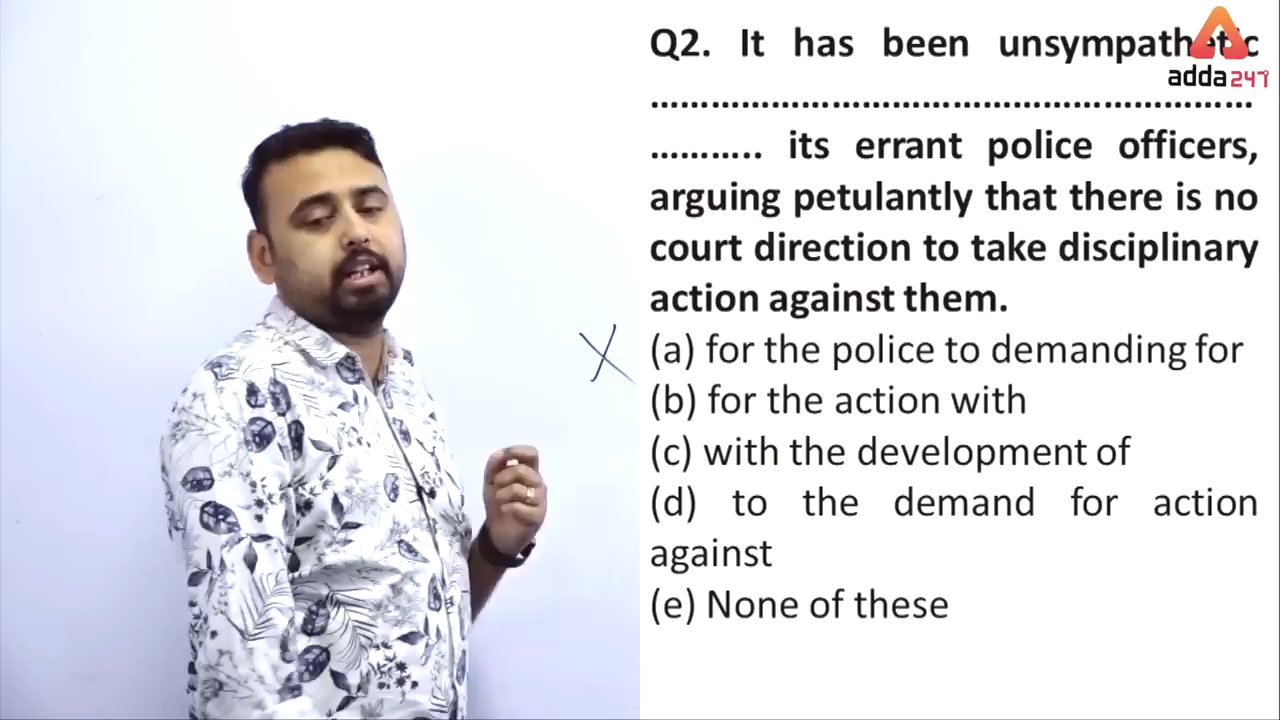 Q2. It has been unsympathetic
adda247
……………………………………………………
……….. its errant police officers,
arguing petulantly that there is no
court direction to take disciplinary
action against them.
X
(a) for the police to demanding for
(b) for the action with
(c) with the development of
(d) to the demand for action
against
(e) None of these